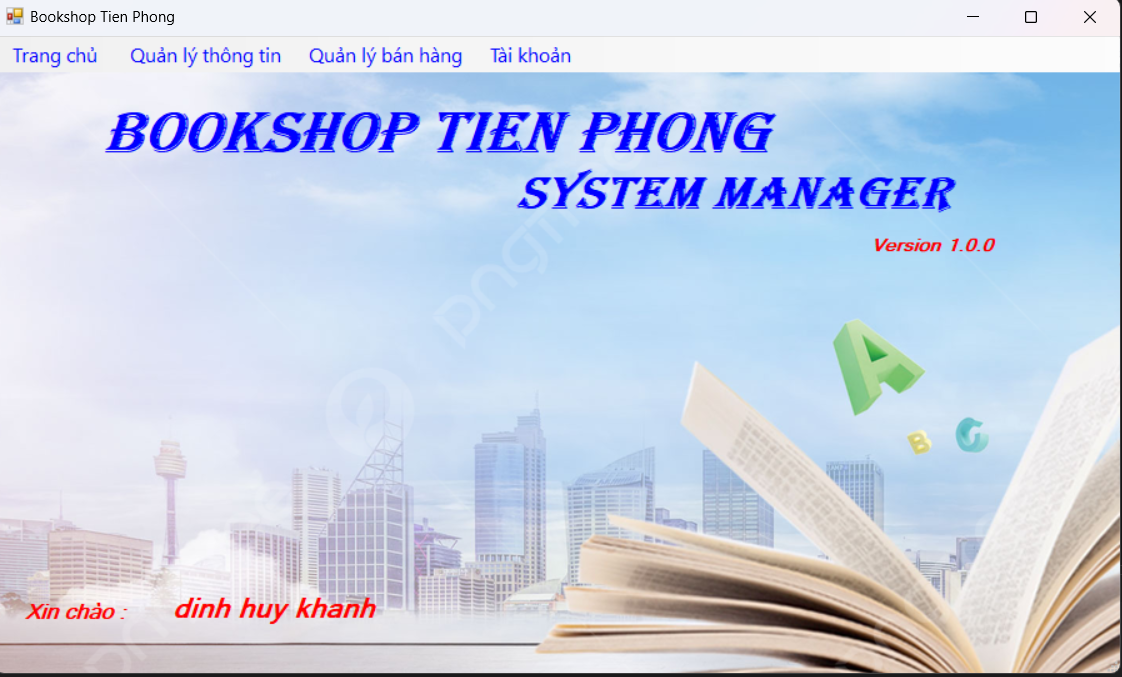 Bookshop Tien Phong
Trang chủ Quản lý thông tin Quản lý bán hàng Tài khoản
BOOKSHOP TIEN PHONG
SYSTEM MANAGER
Version 1.0.0
A
B C
Xin chào : dinh huy khanh